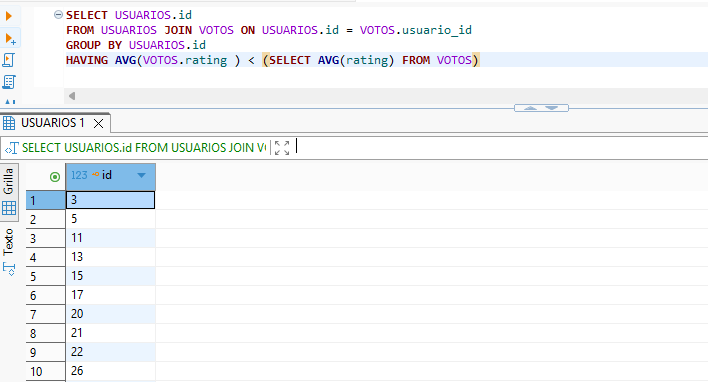 SELECT USUARIOS.id
FROM USUARIOS JOIN VOTOS ON USUARIOS.id = VOTOS.usuario_id
GROUP BY USUARIOS.id
HAVING AVG(VOTOS.rating ) < (SELECT AVG(rating) FROM VOTOS)
USUARIOS 1
SELECT USUARIOS.id FROM USUARIOS JOIN VO
Grilla
Texto
123 id
1 3
2 5
3 11
4 13
5 15
6 17
7 20
8 21
9 22
10 26